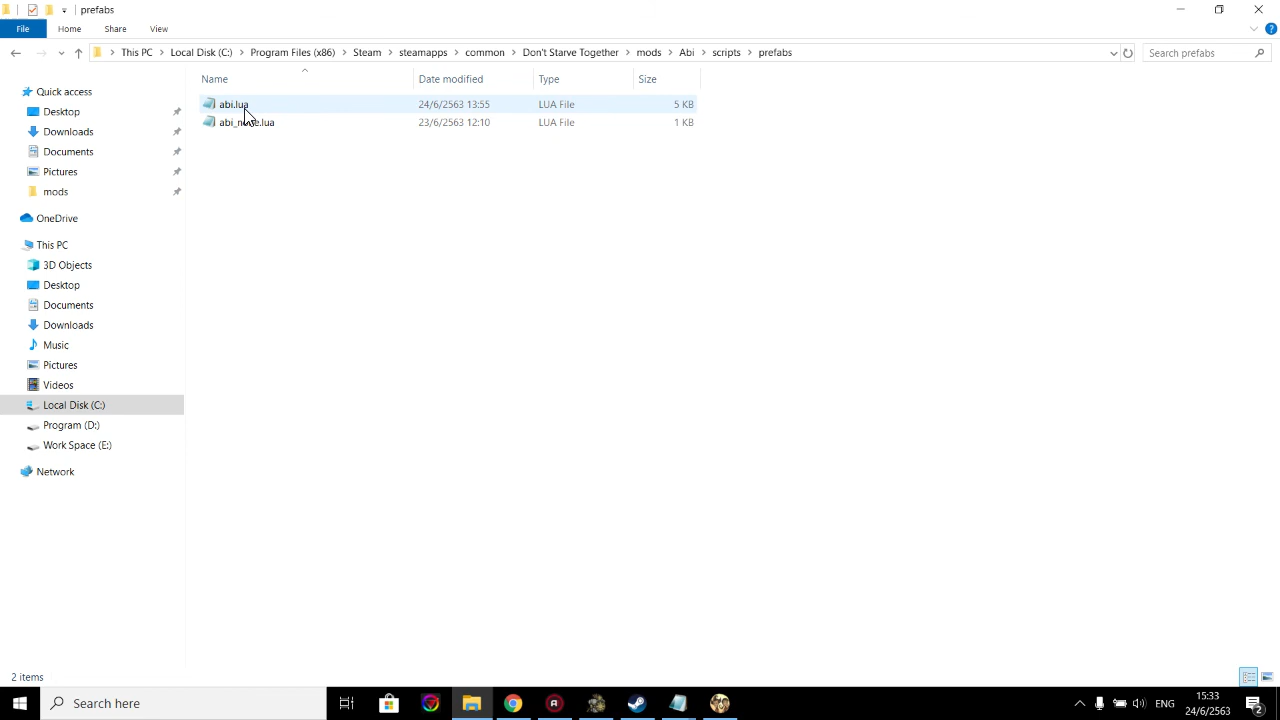 prefabs
File Home Share View
This PC Local Disk (C:) Program Files (x86) Steam steamapps common Don't Starve Together mods Abi scripts prefabs Search prefabs
Name Date modified Type Size
Quick access
abi.lua 24/6/2563 13:55 LUA File 5 KB
Desktop
23/6/2563 12:10 LUA File 1 KB
Downloads
Documents
Pictures
mods
OneDrive
This PC
3D Objects
Desktop
Documents
Downloads
Music
Pictures
Videos
Local Disk (C:)
Program (D:)
Work Space (E:)
Network
2 items
Search here
ENG
15:33
24/6/2563
2